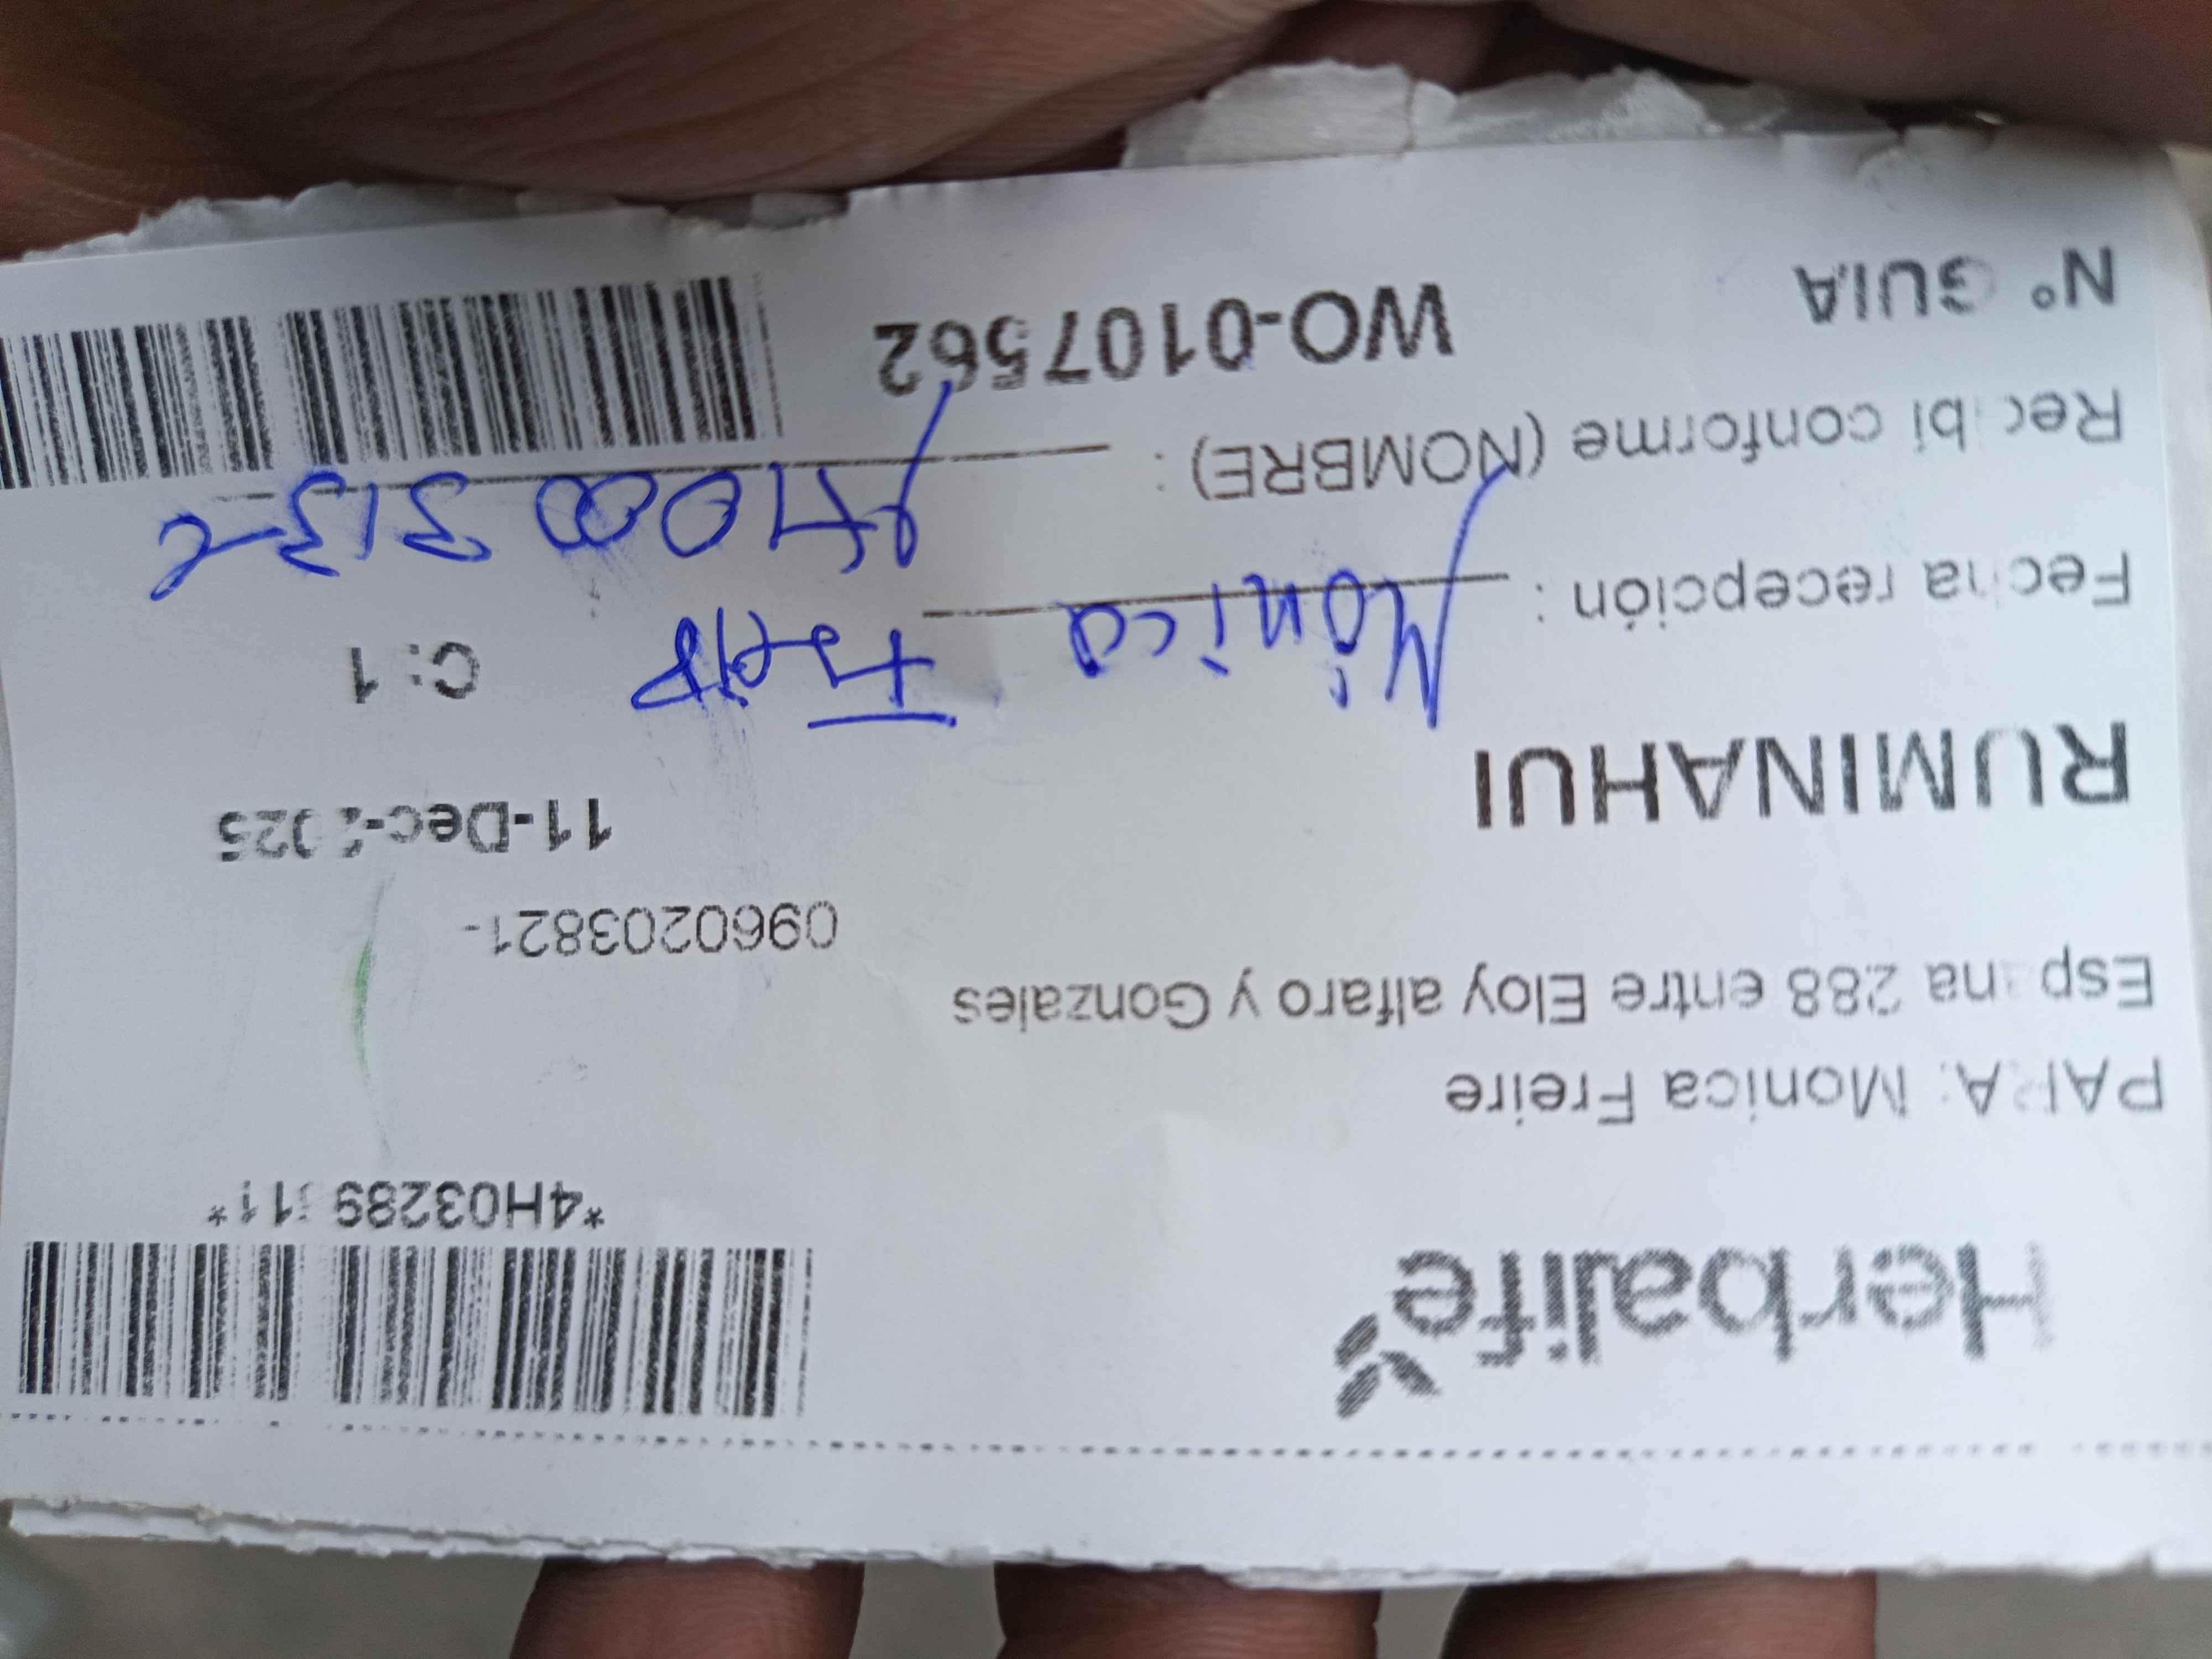 Herbalife
*4H03289 11*
PARA: Monica Freire
Espana 288 entre Eloy alfaro y Gonzales
0960203821-
RUMINAHUI
11-Dec-2025
C: 1
Fecha recepción :
Mónica
Recibi conforme (NOMBRE) :
N° GUIA
WO-0107562